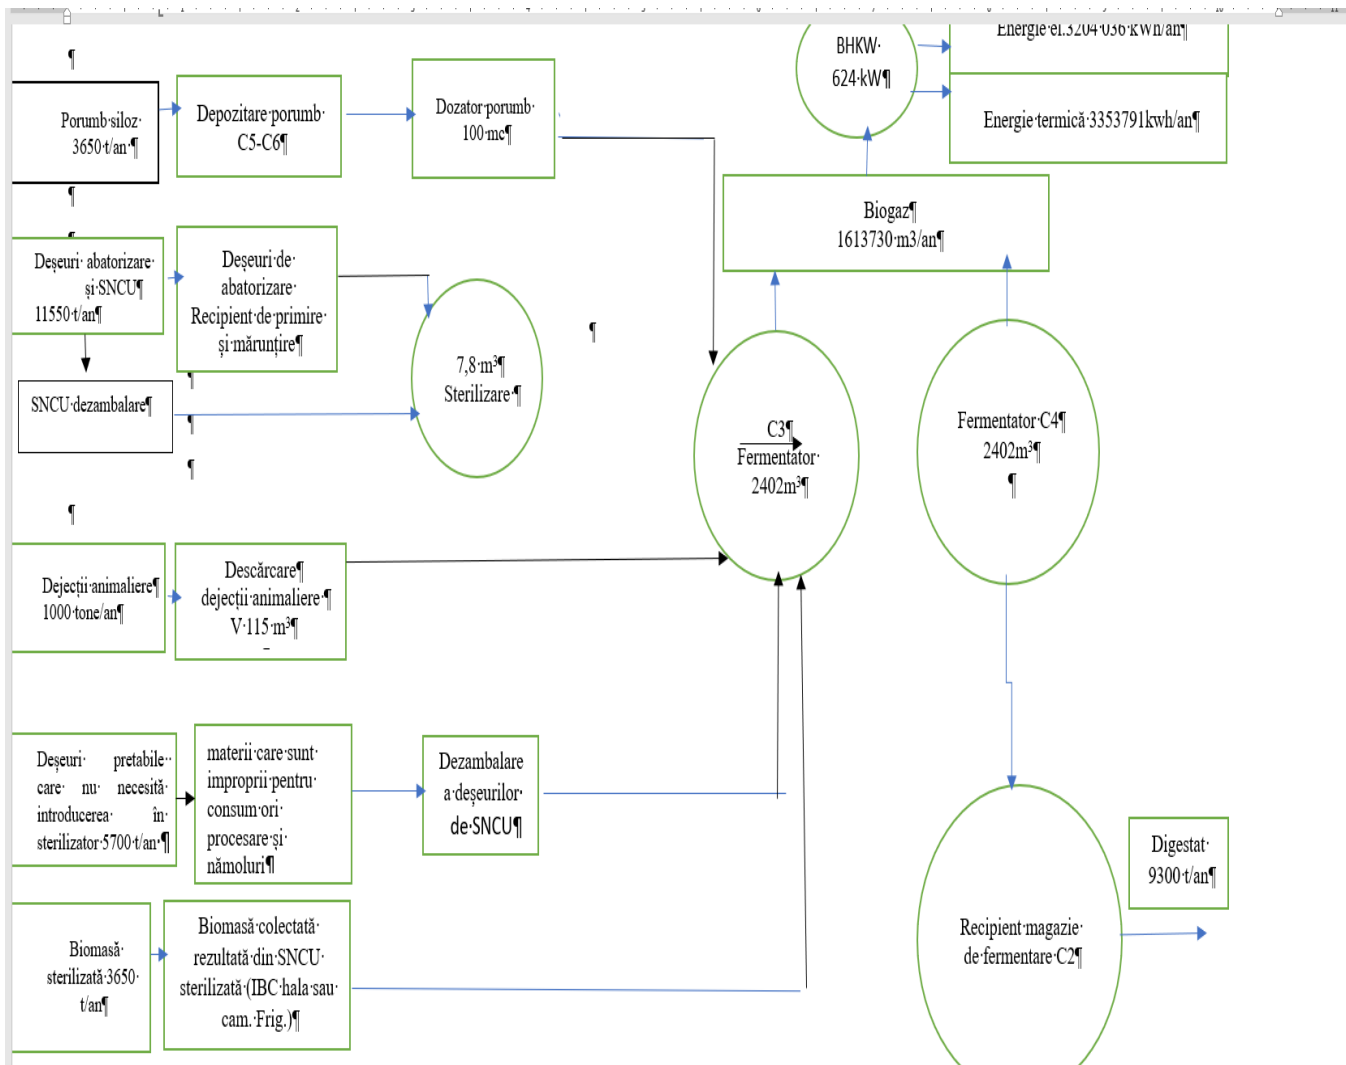 Energie el.3204 036 kWh/an¶
BHKW
624 kW¶
Energie termică 3353791kwh/an¶
¶
Porumb siloz
3650 t/an ¶
Depozitare porumb
C5-C6¶
Dozator porumb
100 mc¶
¶
Biogaz¶
1613730 m3/an¶
¶
Deșeuri abatorizare
și SNCU¶
11550 t/an¶
Deșeuri de
abatorizare
Recipient de primire
și mărunțire¶
¶
7,8 m³¶
Sterilizare ¶
¶
SNCU dezambalare¶
¶
¶
¶
C3¶
Fermentator
2402m³¶
Fermentator C4¶
2402m³¶
¶
Dejecții animaliere¶
1000 tone/an¶
Descărcare¶
dejecții animaliere ¶
V 115 m³¶
Deșeuri pretabile
care nu necesită
introducerea în
sterilizator 5700 t/an ¶
materii care sunt
improprii pentru
consum ori
procesare și
nămoluri¶
Dezambalare
a deșeurilor
de SNCU¶
Digestat
9300 t/an¶
Biomasă
sterilizată 3650
t/an¶
Biomasă colectată
rezultată din SNCU
sterilizată (IBC hala sau
cam. Frig.)¶
Recipient magazie
de fermentare C2¶